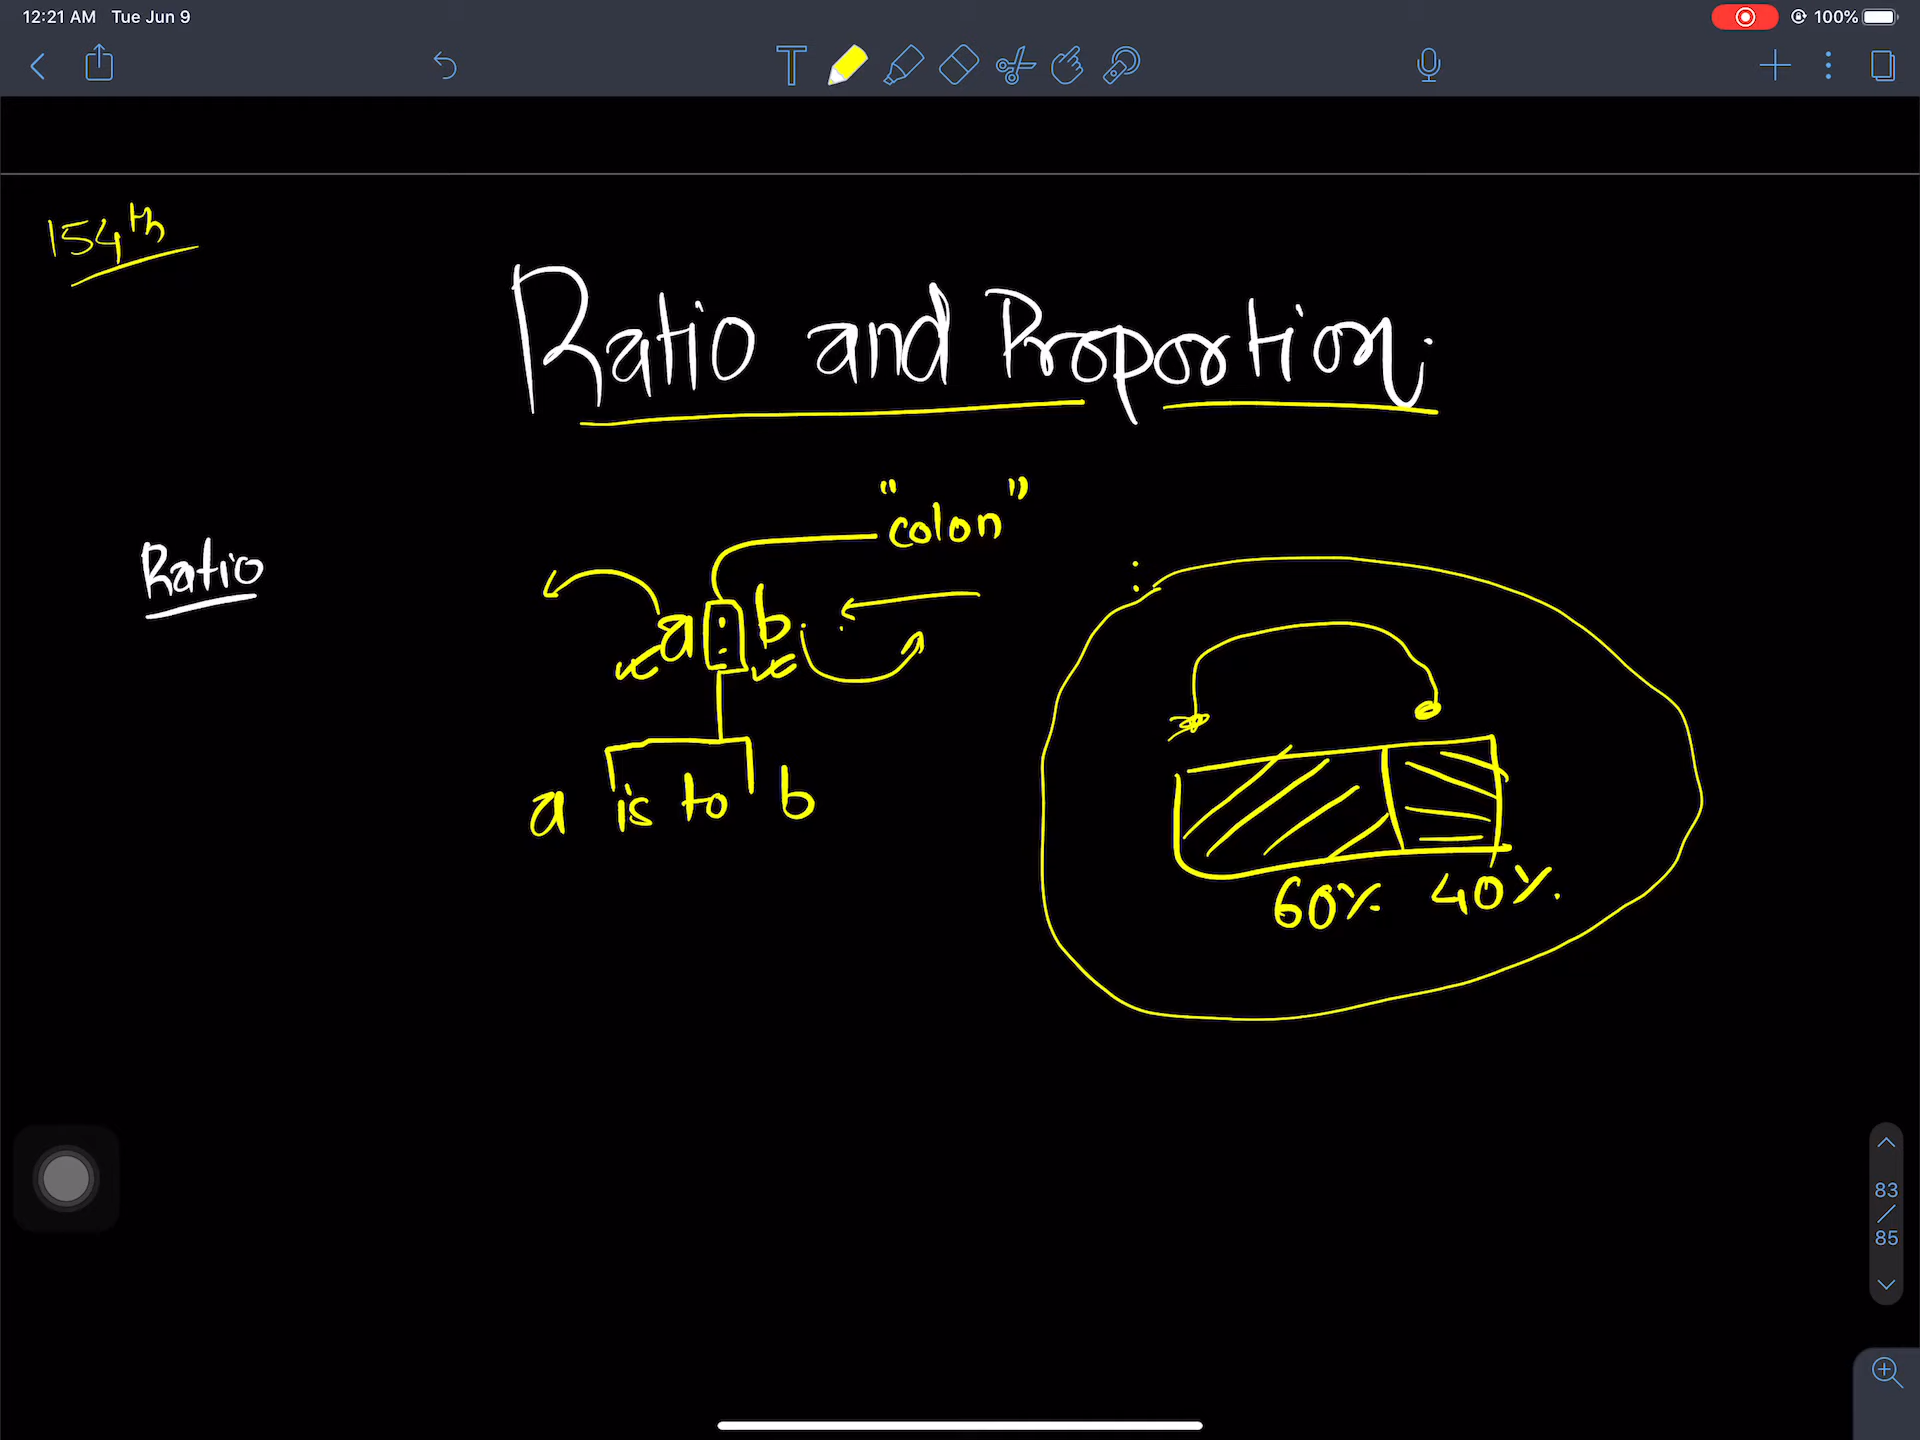 12:21 AM Tue Jun 9
100%
T
154th
Ratio and Proportion.
"colon"
Ratio
:
a : b
a is to b
60% 40%.
83
/
85